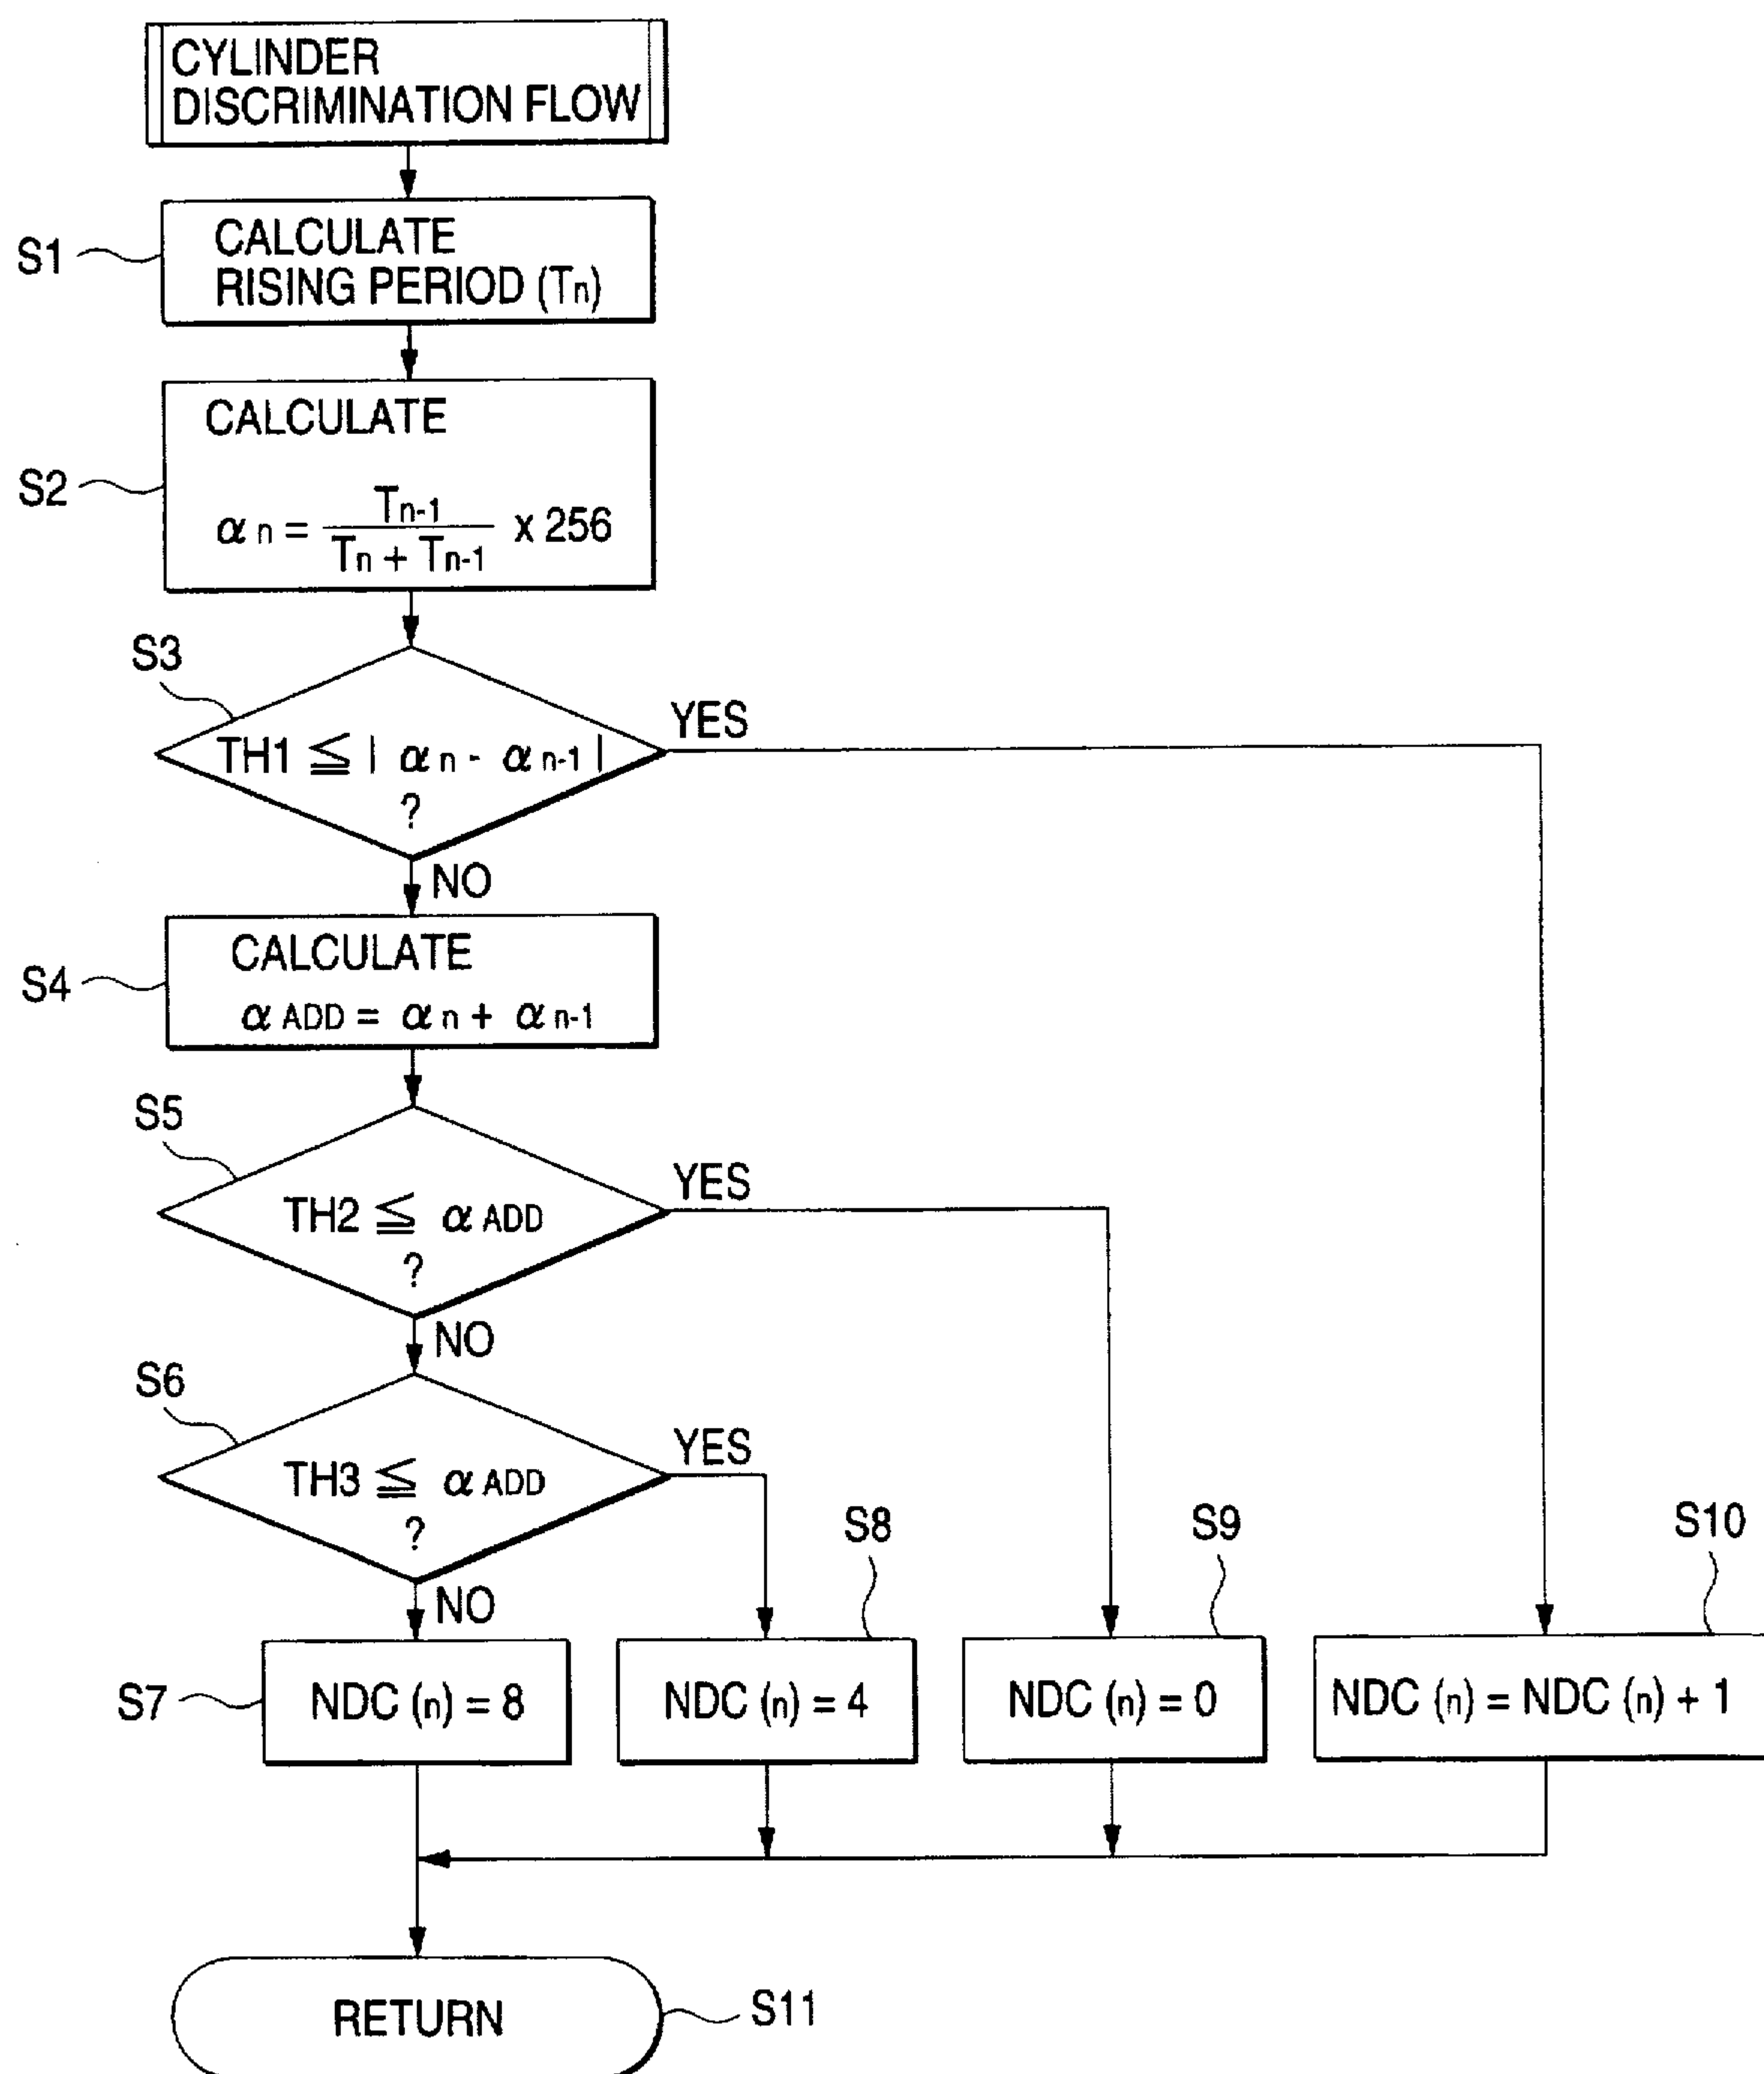 CYLINDER
DISCRIMINATION FLOW
S1
CALCULATE
RISING PERIOD (Tn)
S2
CALCULATE
αn = Tn-1 / Tn + Tn-1 x 256
S3
TH1 ≦ | αn - αn-1 |
?
YES
NO
S4
CALCULATE
αADD = αn + αn-1
S5
TH2 ≦ αADD
?
YES
NO
S6
TH3 ≦ αADD
?
YES
NO
S7
NDC (n) = 8
S8
NDC (n) = 4
S9
NDC (n) = 0
S10
NDC (n) = NDC (n) + 1
RETURN
S11